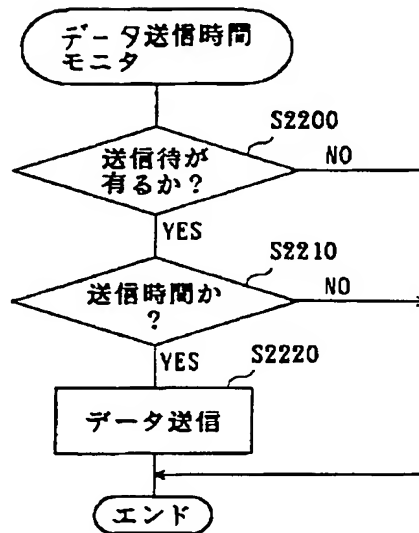 データ送信時間
モニタ
S2200
送信待が
有るか?
NO
YES
S2210
送信時間か
?
NO
YES
S2220
データ送信
エンド